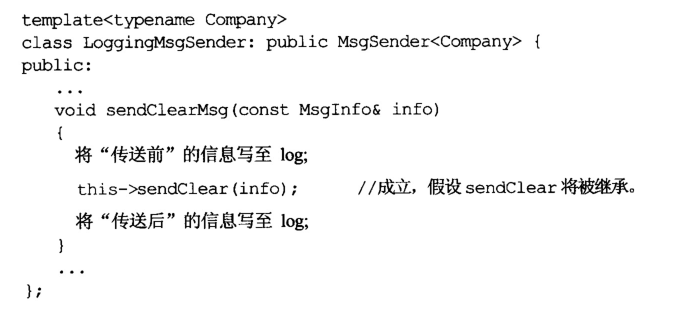 template<typename Company>
class LoggingMsgSender: public MsgSender<Company> {
public:
...
void sendClearMsg(const MsgInfo& info)
{
将“传送前”的信息写至 log;
this->sendClear(info); //成立，假设 sendClear 将被继承。
将“传送后”的信息写至 log;
}
...
};